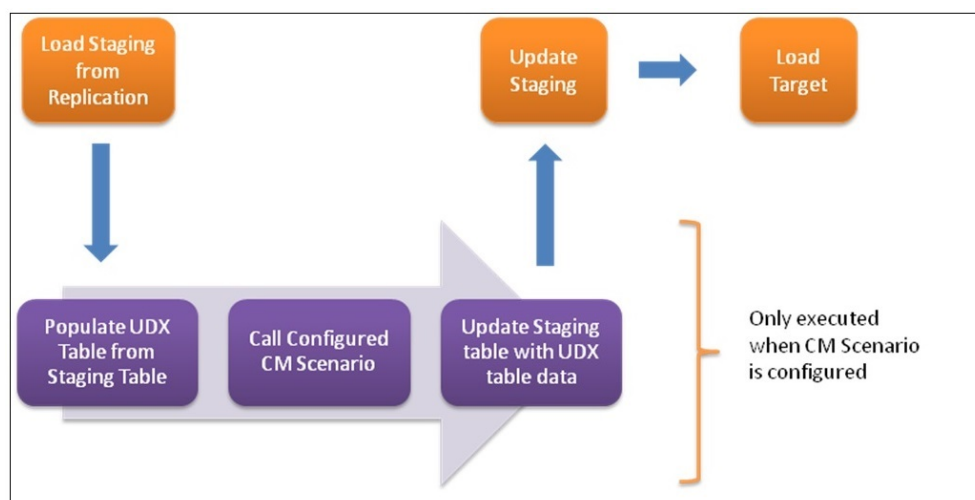 Load Staging
from
Replication
Update
Staging
Load
Target
Populate UDX
Table from
Staging Table
Call Configured
CM Scenario
Update Staging
table with UDX
table data
Only executed
when CM Scenario
is configured